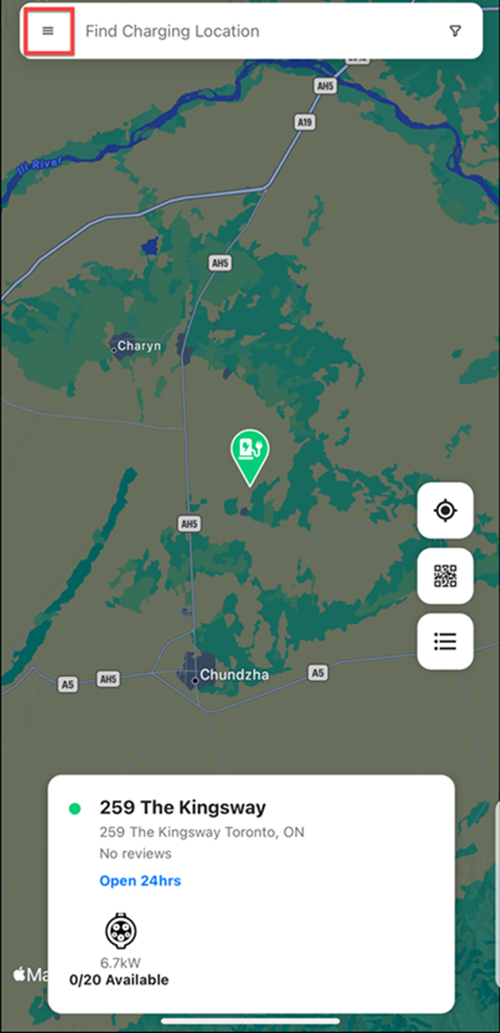 Find Charging Location
AH5
A19
Ili River
AH5
Charyn
AH5
Chundzha
A5
AH5
A5
259 The Kingsway
259 The Kingsway Toronto, ON
No reviews
Open 24hrs
6.7kW
0/20 Available